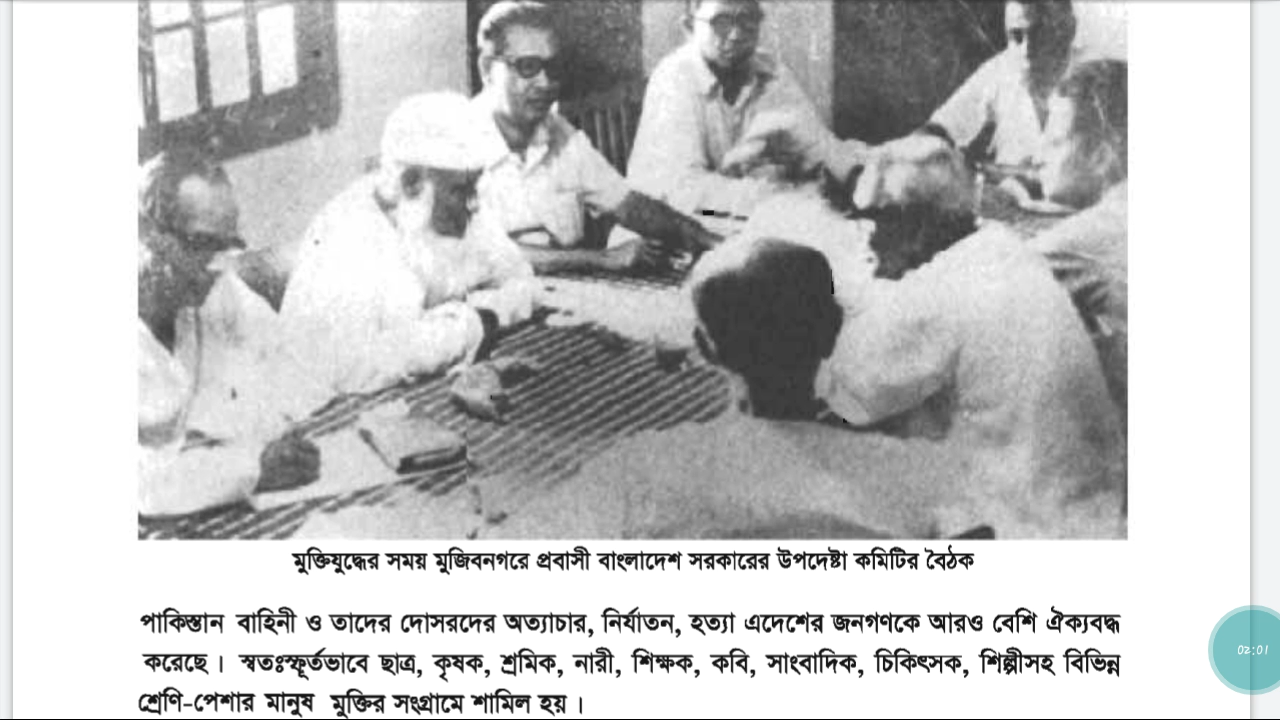 মুক্তিযুদ্ধের সময় মুজিবনগরে প্রবাসী বাংলাদেশ সরকারের উপদেষ্টা কমিটির বৈঠক
পাকিস্তান বাহিনী ও তাদের দোসরদের অত্যাচার, নির্যাতন, হত্যা এদেশের জনগণকে আরও বেশি ঐক্যবদ্ধ
করেছে। স্বতঃস্ফূর্তভাবে ছাত্র, কৃষক, শ্রমিক, নারী, শিক্ষক, কবি, সাংবাদিক, চিকিৎসক, শিল্পীসহ বিভিন্ন
শ্রেণি-পেশার মানুষ মুক্তির সংগ্রামে শামিল হয়।
02:01